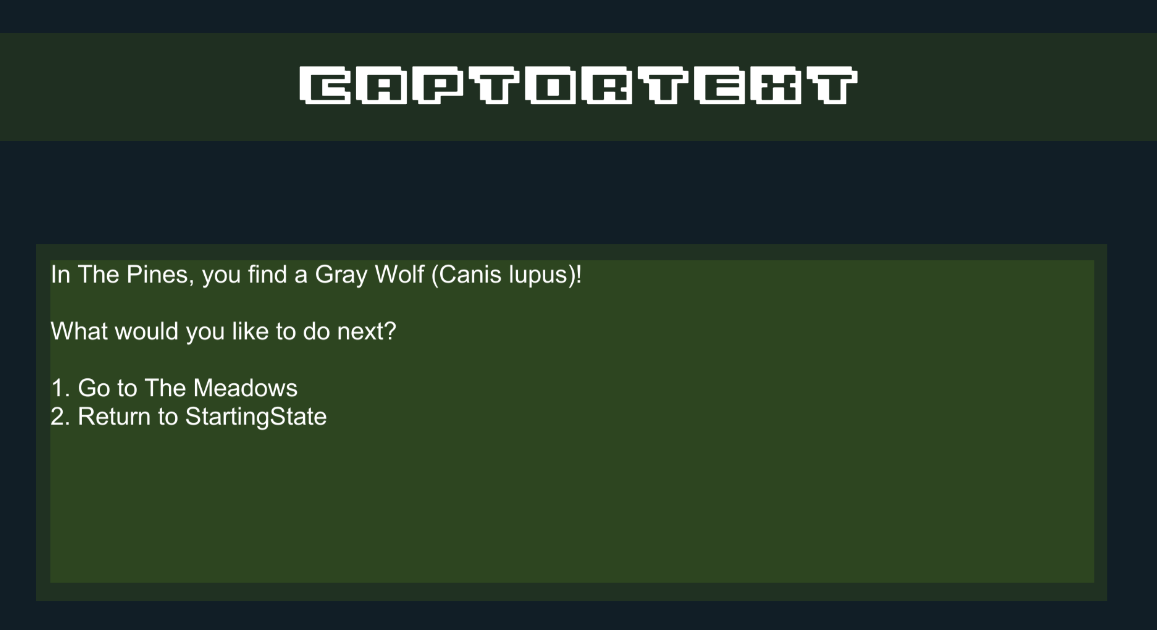 CAPTORTEXT
In The Pines, you find a Gray Wolf (Canis lupus)!
What would you like to do next?
1. Go to The Meadows
2. Return to StartingState